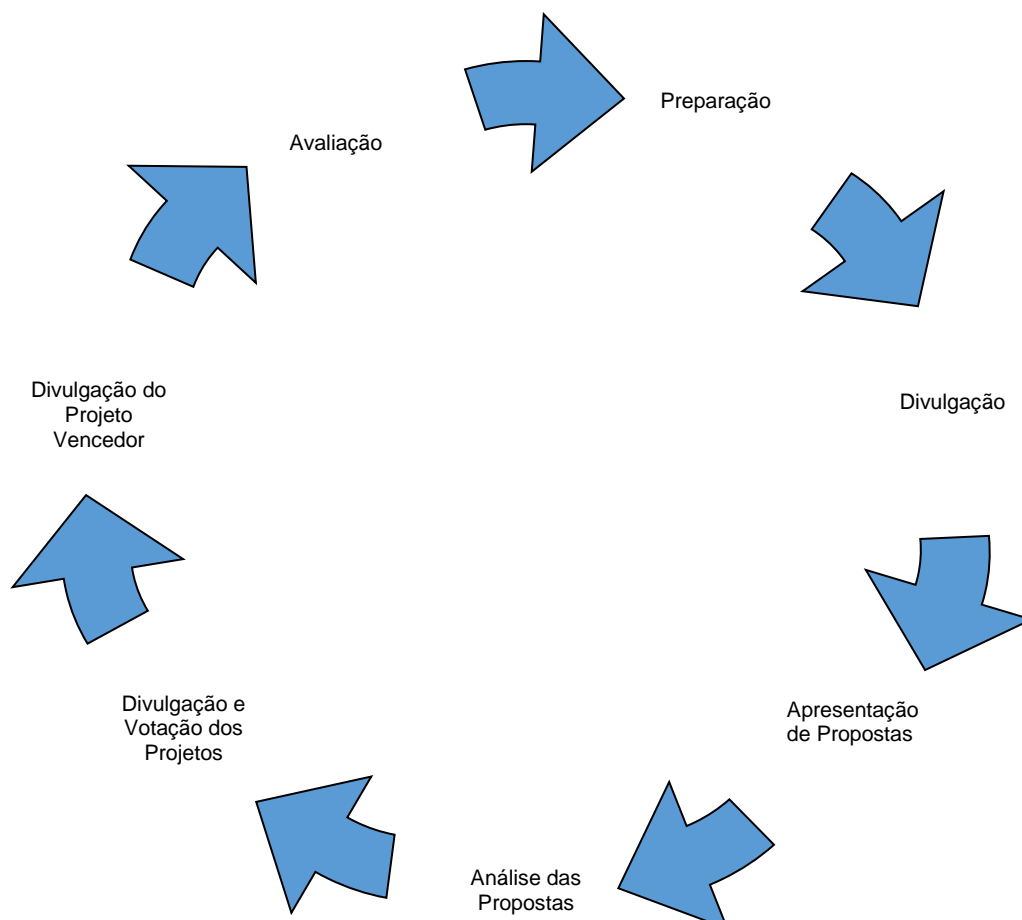 Preparação
Avaliação
Divulgação do
Projeto
Vencedor
Divulgação
Divulgação e
Votação dos
Projetos
Apresentação
de Propostas
Análise das
Propostas